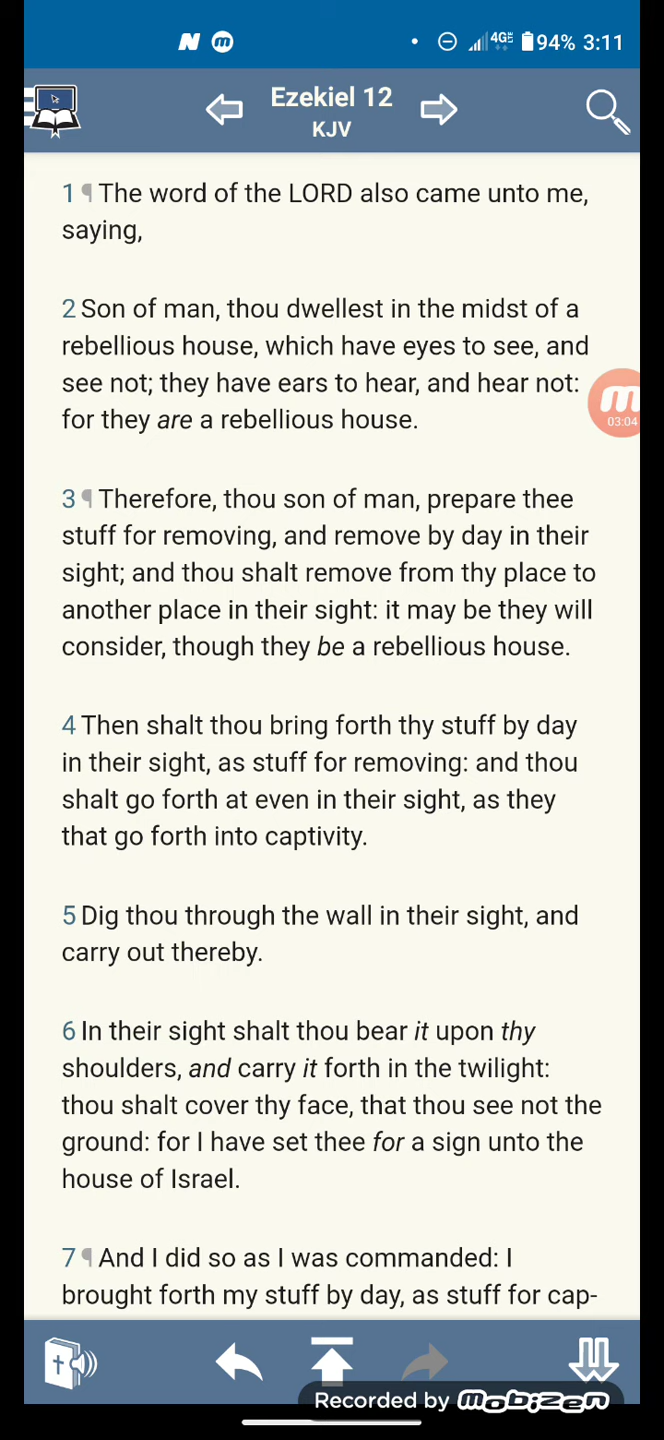 N m • 4GE 94% 3:11
Ezekiel 12
KJV
1 ¶ The word of the LORD also came unto me,
saying,
2 Son of man, thou dwellest in the midst of a
rebellious house, which have eyes to see, and
see not; they have ears to hear, and hear not:
for they are a rebellious house.
m
03:04
3 ¶ Therefore, thou son of man, prepare thee
stuff for removing, and remove by day in their
sight; and thou shalt remove from thy place to
another place in their sight: it may be they will
consider, though they be a rebellious house.
4 Then shalt thou bring forth thy stuff by day
in their sight, as stuff for removing: and thou
shalt go forth at even in their sight, as they
that go forth into captivity.
5 Dig thou through the wall in their sight, and
carry out thereby.
6 In their sight shalt thou bear it upon thy
shoulders, and carry it forth in the twilight:
thou shalt cover thy face, that thou see not the
ground: for I have set thee for a sign unto the
house of Israel.
7 ¶ And I did so as I was commanded: I
brought forth my stuff by day, as stuff for cap-
Recorded by mobizen